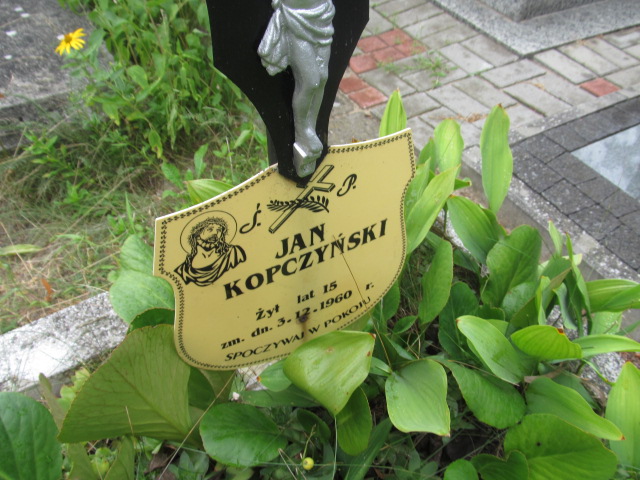 Ś. P.
JAN
KOPCZYŃSKI
Żył lat 15
zm. dn. 3-12-1960 r.
SPOCZYWAJ W POKOJU